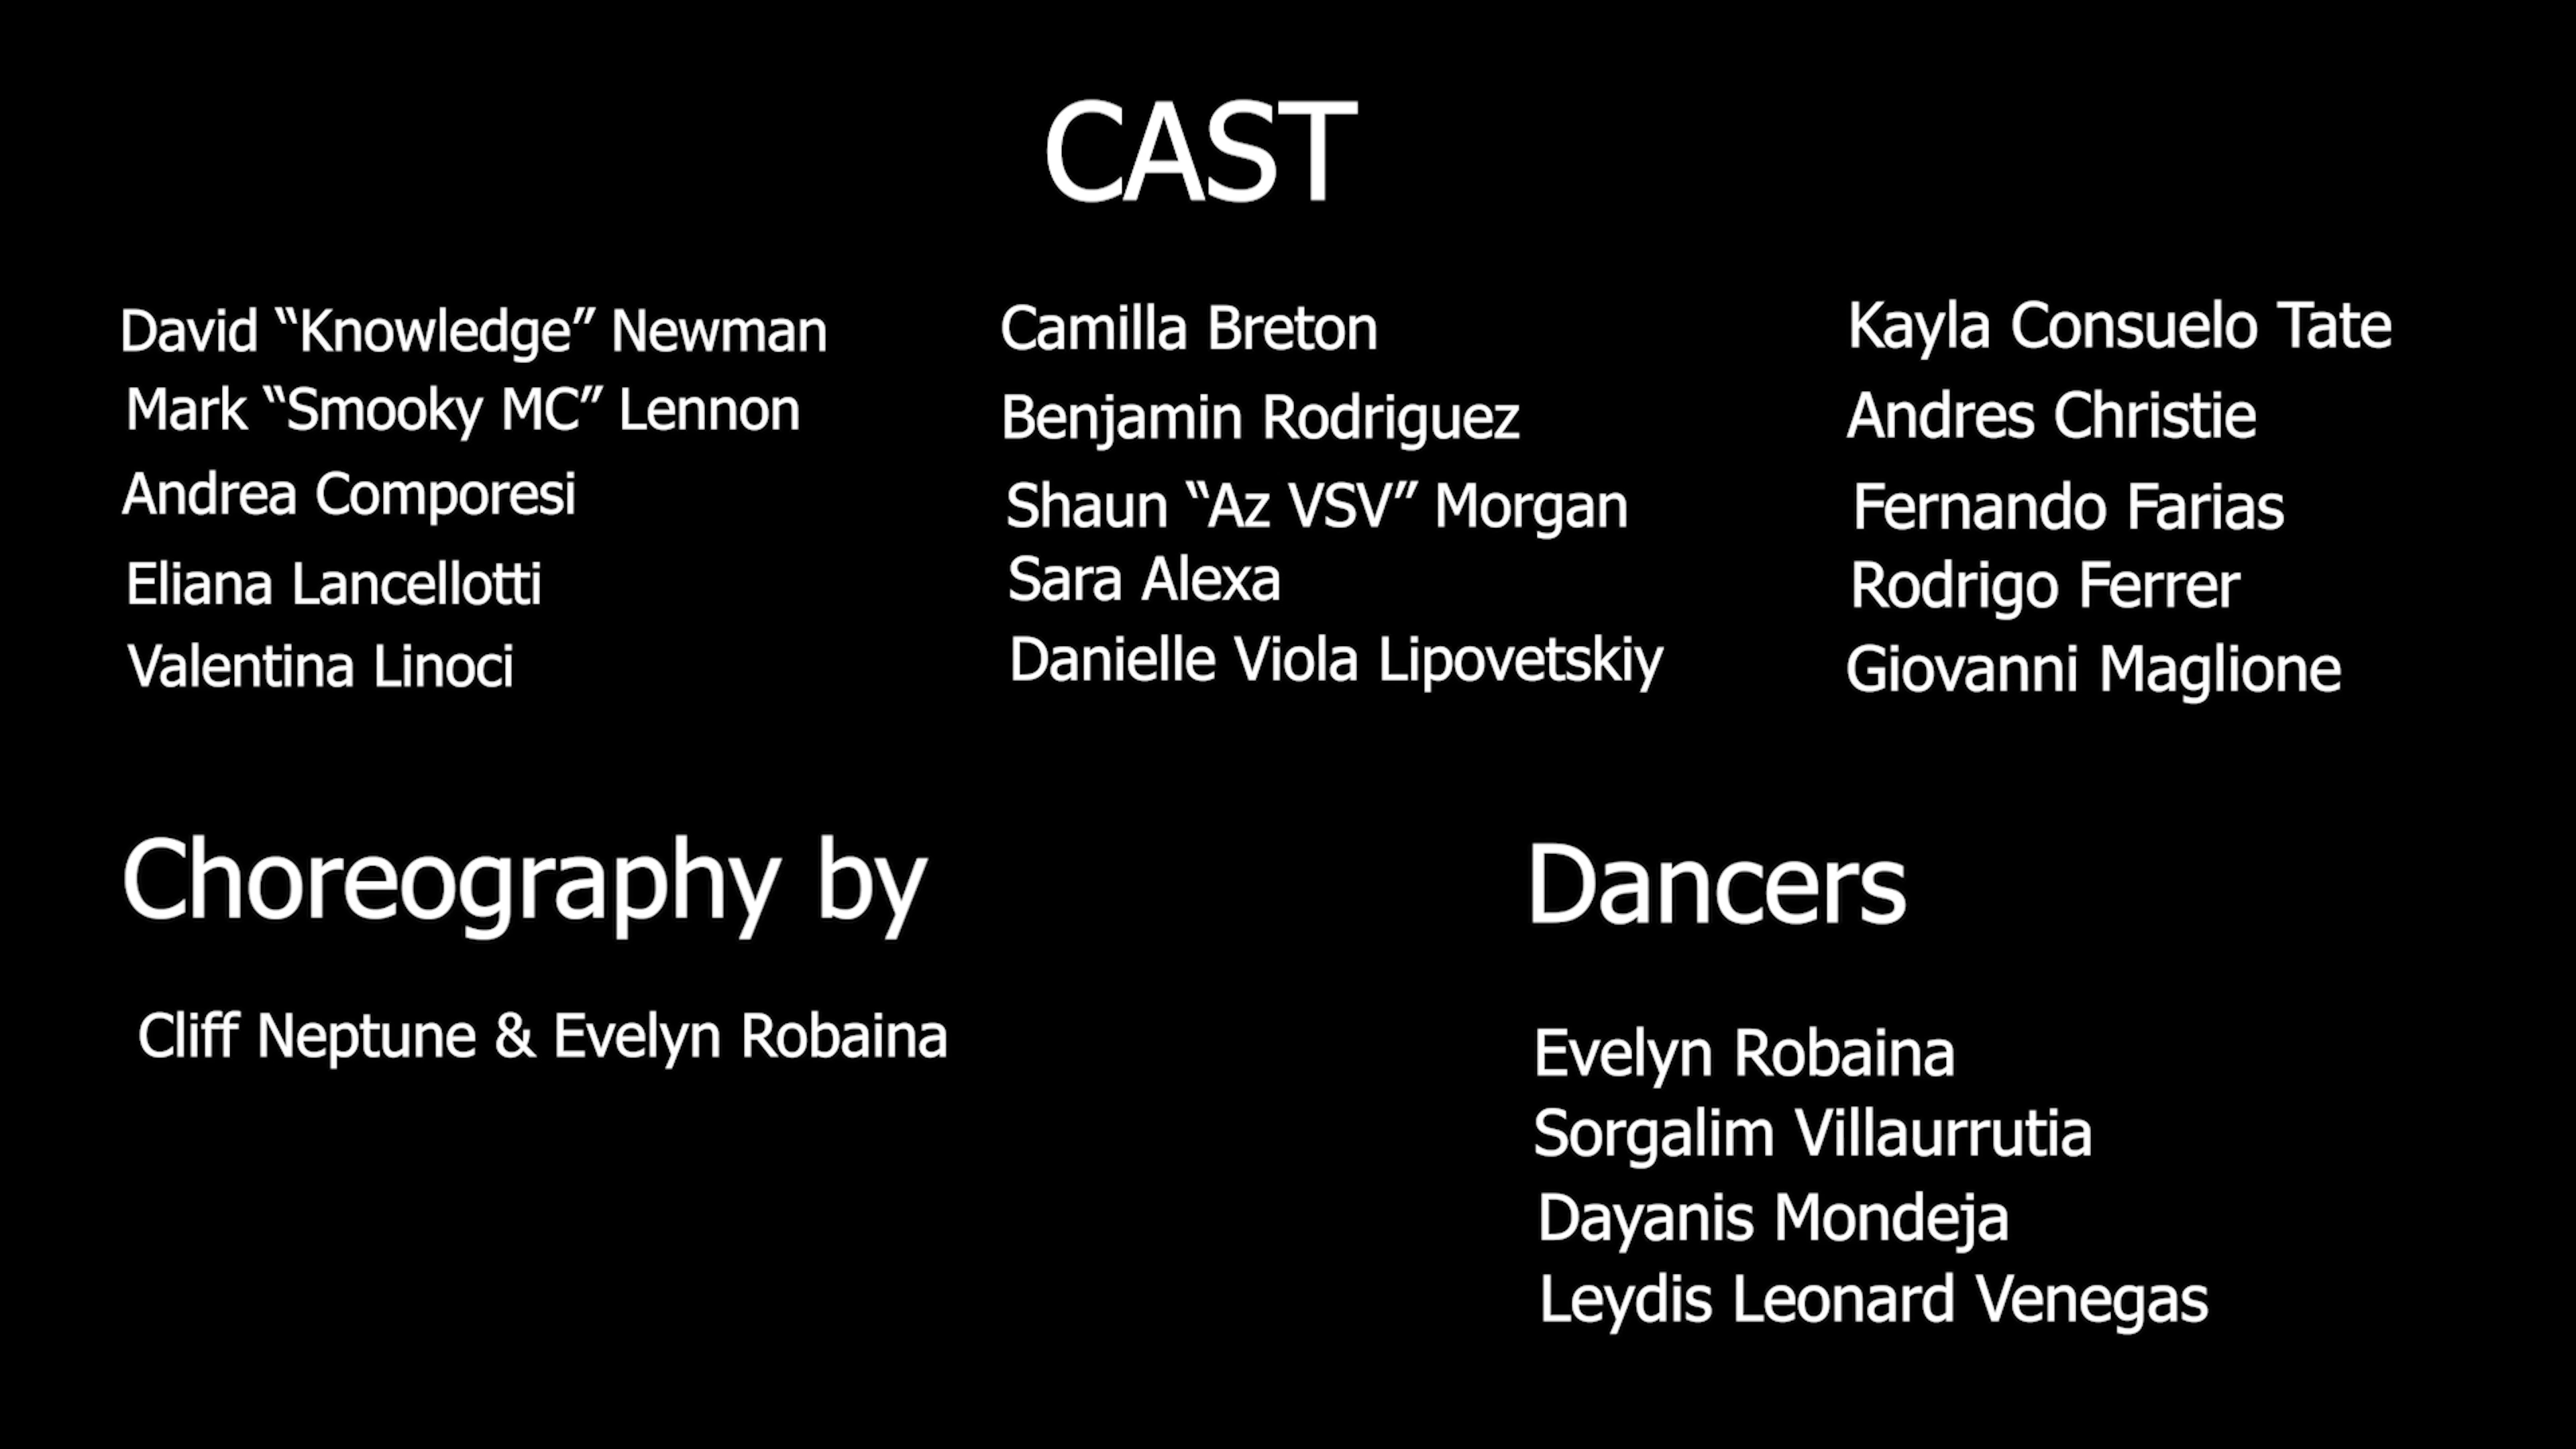 CAST
David “Knowledge” Newman
Mark “Smooky MC” Lennon
Andrea Comporesi
Eliana Lancellotti
Valentina Linoci
Camilla Breton
Benjamin Rodriguez
Shaun “Az VSV” Morgan
Sara Alexa
Danielle Viola Lipovetskiy
Kayla Consuelo Tate
Andres Christie
Fernando Farias
Rodrigo Ferrer
Giovanni Maglione
Choreography by
Cliff Neptune & Evelyn Robaina
Dancers
Evelyn Robaina
Sorgalim Villaurrutia
Dayanis Mondeja
Leydis Leonard Venegas